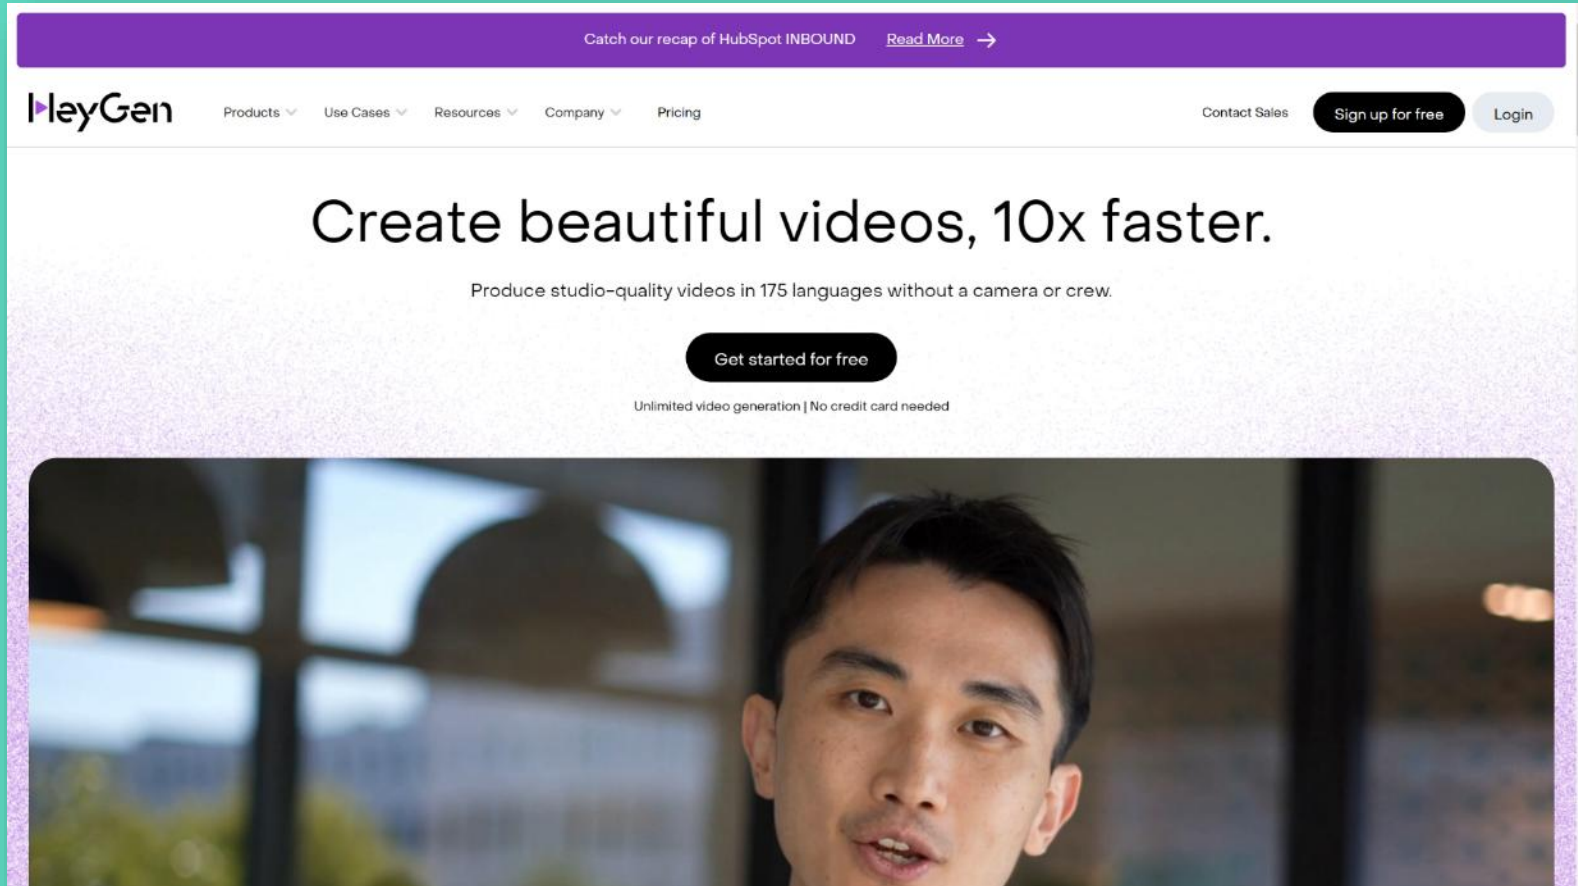 Catch our recap of HubSpot INBOUND Read More →
HeyGen Products Use Cases Resources Company Pricing Contact Sales Sign up for free Login
Create beautiful videos, 10x faster.
Produce studio-quality videos in 175 languages without a camera or crew.
Get started for free
Unlimited video generation | No credit card needed